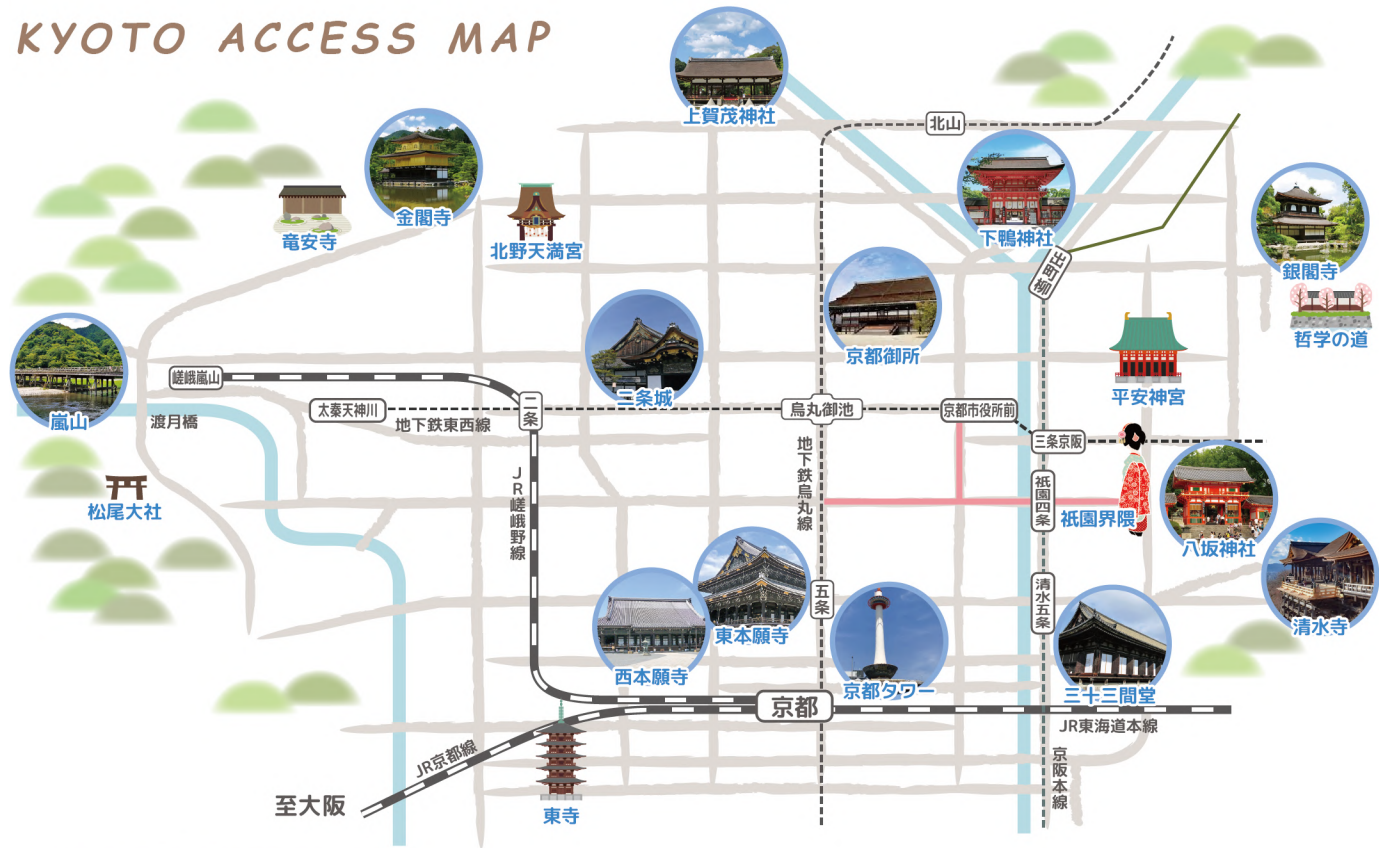 KYOTO ACCESS MAP
上賀茂神社
北山
金閣寺
竜安寺
北野天満宮
下鴨神社
銀閣寺
出町柳
哲学の道
京都御所
平安神宮
嵐山
嵯峨嵐山
渡月橋
太秦天神川
地下鉄東西線
二条
二条城
烏丸御池
京都市役所前
三条京阪
地下鉄烏丸線
JR嵯峨野線
松尾大社
祇園四条
祇園界隈
八坂神社
清水寺
五条
清水五条
東本願寺
西本願寺
京都タワー
三十三間堂
京都
JR東海道本線
JR京都線
京阪本線
至大阪
東寺